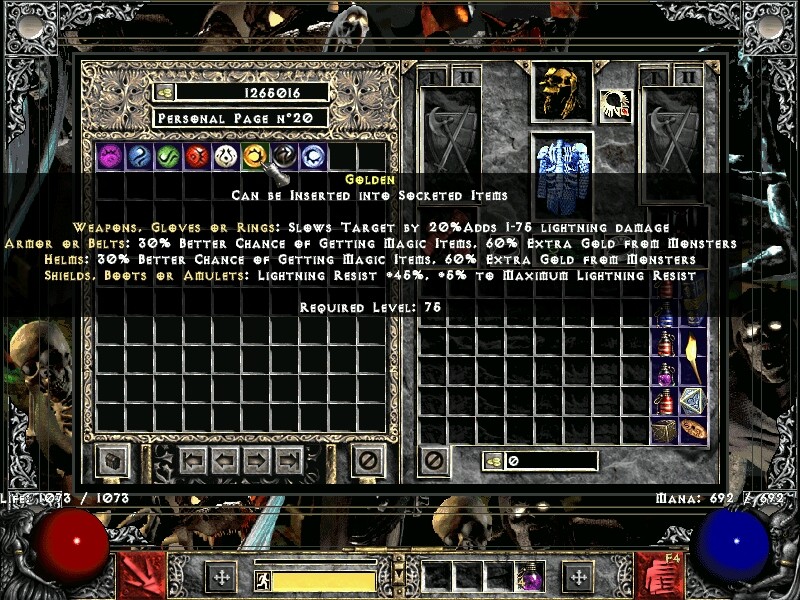 I II
I II
1265016
Personal Page n°20
Golden
Can be Inserted into Socketed Items
Weapons, Gloves or Rings: Slows Target by 20%Adds 1-75 lightning damage
Armor or Belts: 30% Better Chance of Getting Magic Items, 60% Extra Gold from Monsters
Helms: 30% Better Chance of Getting Magic Items, 60% Extra Gold from Monsters
Shields, Boots or Amulets: Lightning Resist +45%, +5% to Maximum Lightning Resist
Required Level: 75
0
Life: 1073 / 1073
Mana: 692 / 692
F4